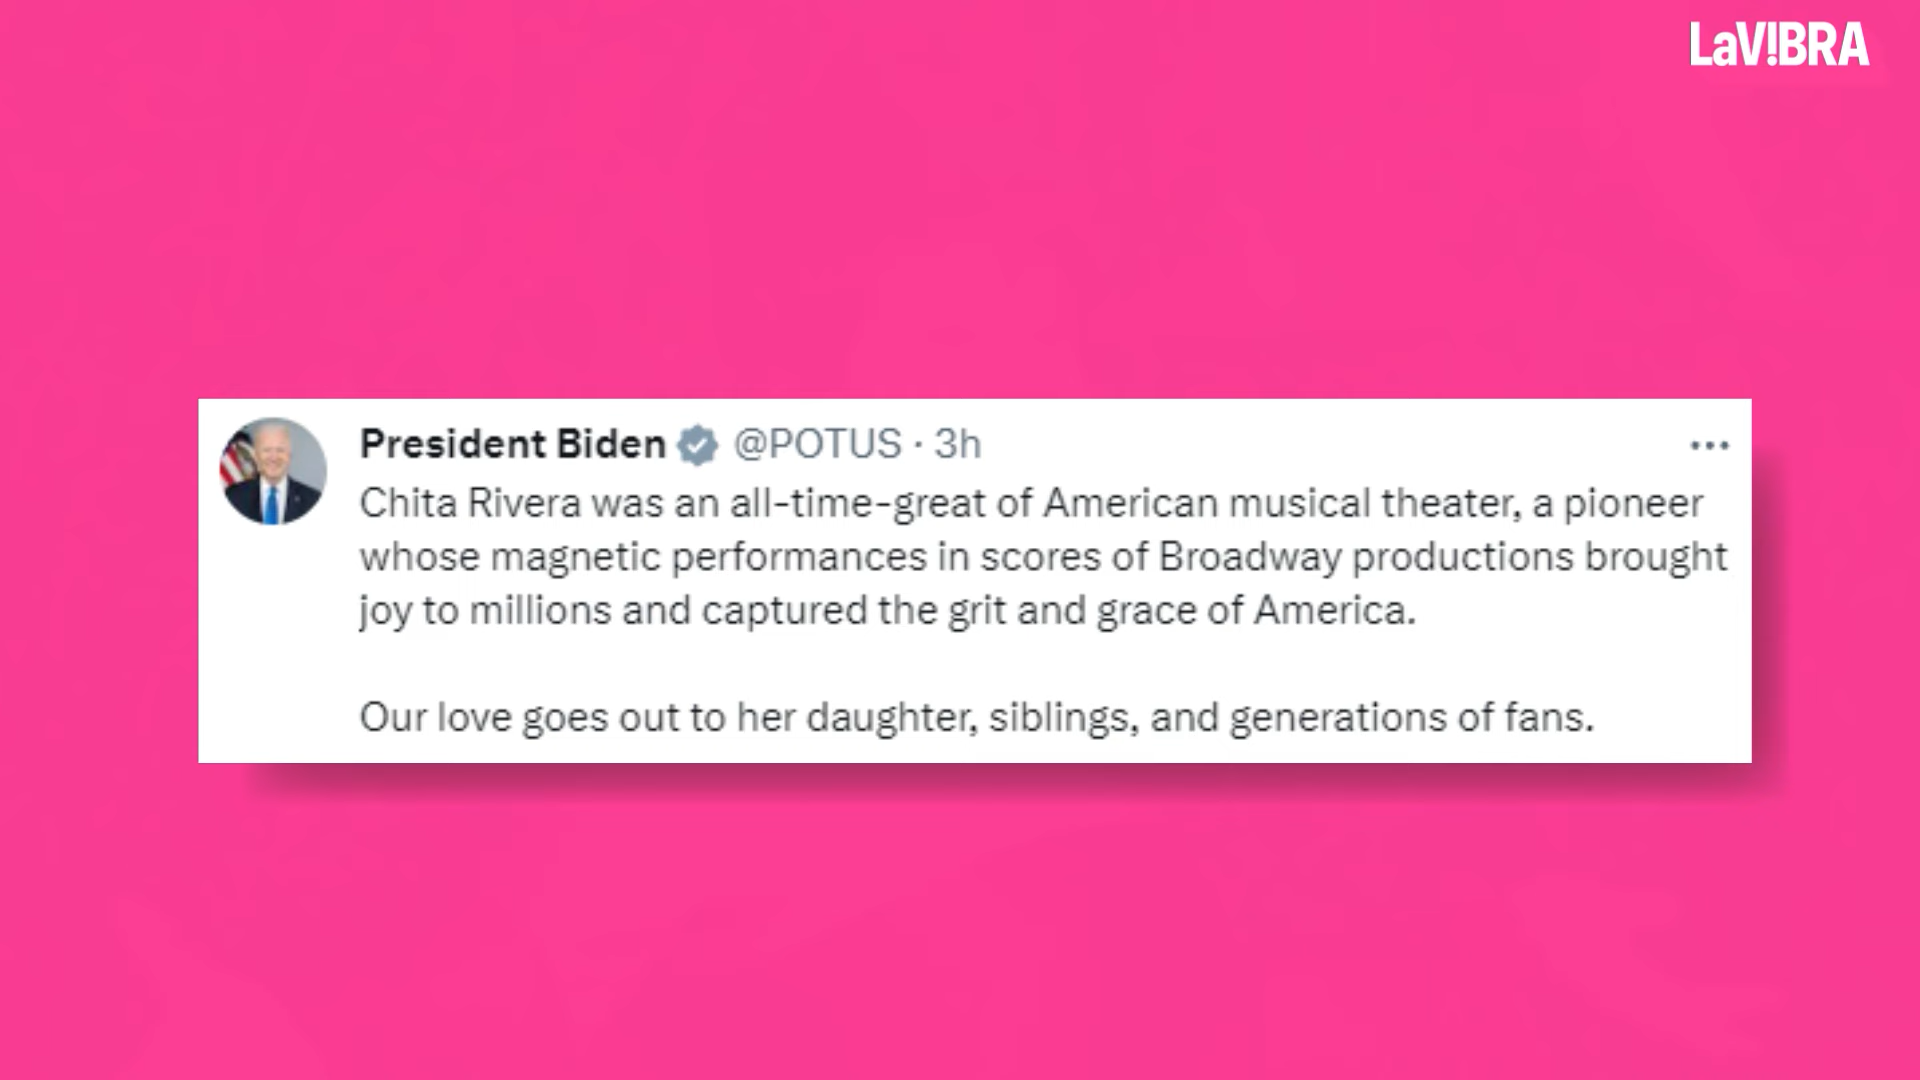 LaV!BRA
President Biden @POTUS · 3h
Chita Rivera was an all-time-great of American musical theater, a pioneer
whose magnetic performances in scores of Broadway productions brought
joy to millions and captured the grit and grace of America.
Our love goes out to her daughter, siblings, and generations of fans.